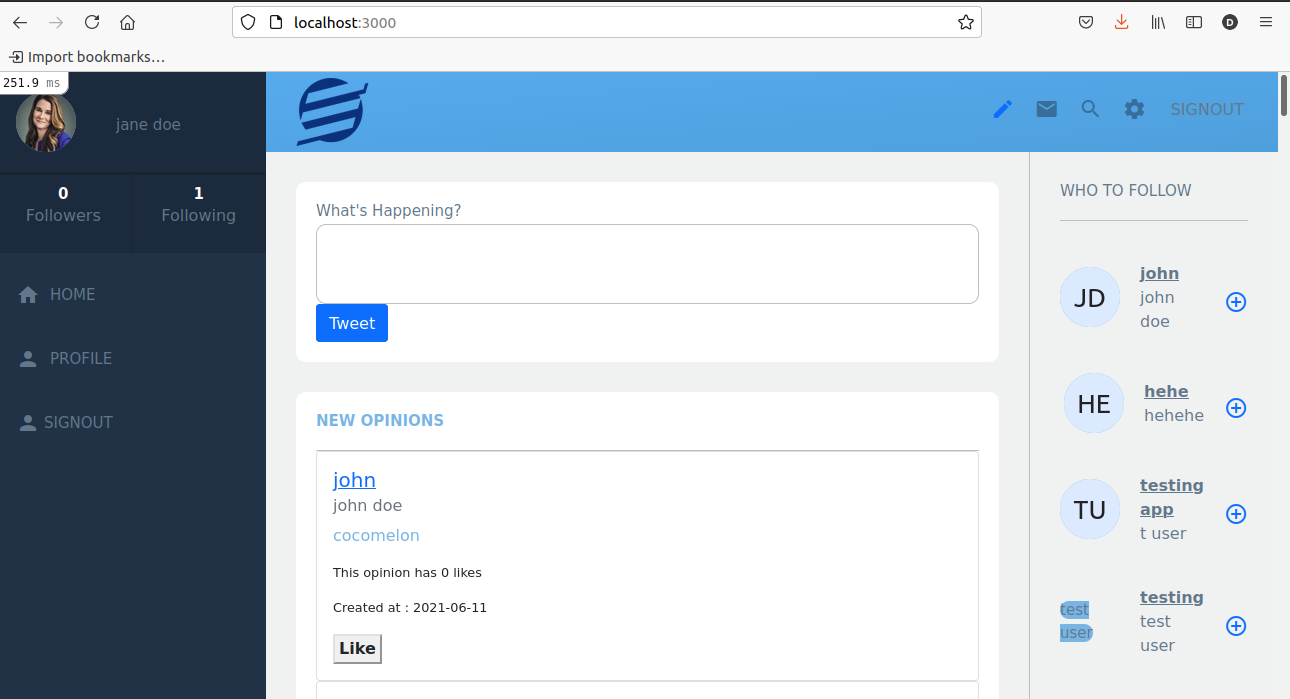 localhost:3000
Import bookmarks…
D
251.9 ms
jane doe
0
Followers
1
Following
HOME
PROFILE
SIGNOUT
SIGNOUT
What's Happening?
Tweet
NEW OPINIONS
john
john doe
cocomelon
This opinion has 0 likes
Created at : 2021-06-11
Like
WHO TO FOLLOW
JD
john
john
doe
HE
hehe
hehehe
TU
testing
app
t user
test
user
testing
test
user